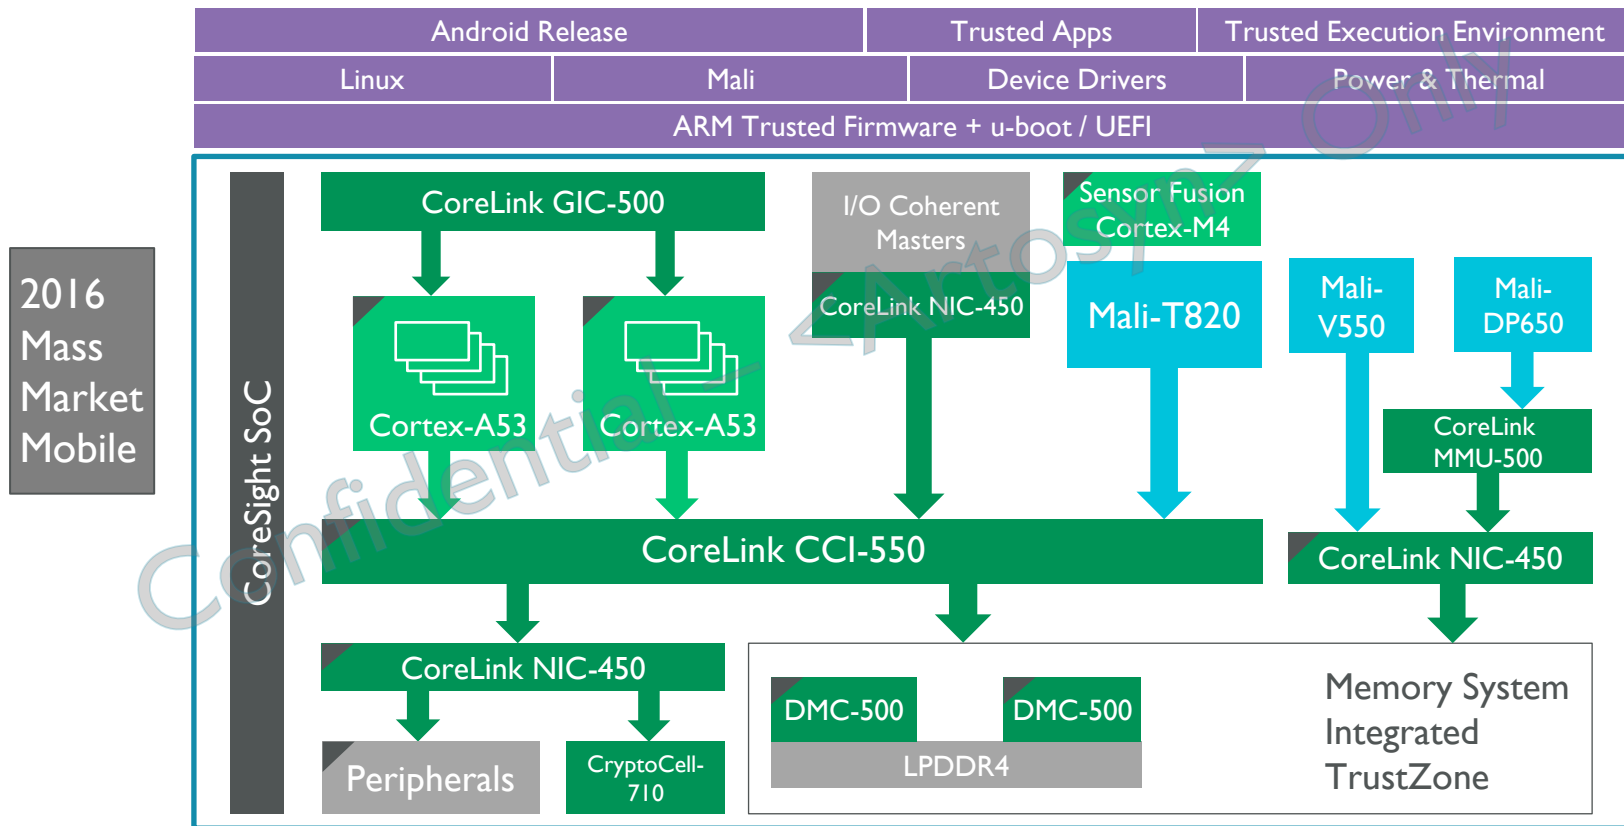 Android Release
Trusted Apps
Trusted Execution Environment
Linux
Mali
Device Drivers
Power & Thermal
ARM Trusted Firmware + u-boot / UEFI
2016
Mass
Market
Mobile
CoreSight SoC
CoreLink GIC-500
I/O Coherent
Masters
CoreLink NIC-450
Sensor Fusion
Cortex-M4
Mali-T820
Mali-
V550
Mali-
DP650
Cortex-A53
Cortex-A53
CoreLink
MMU-500
CoreLink CCI-550
CoreLink NIC-450
CoreLink NIC-450
Peripherals
CryptoCell-
710
DMC-500
DMC-500
LPDDR4
Memory System
Integrated
TrustZone
Confidential – <Artosyn> Only